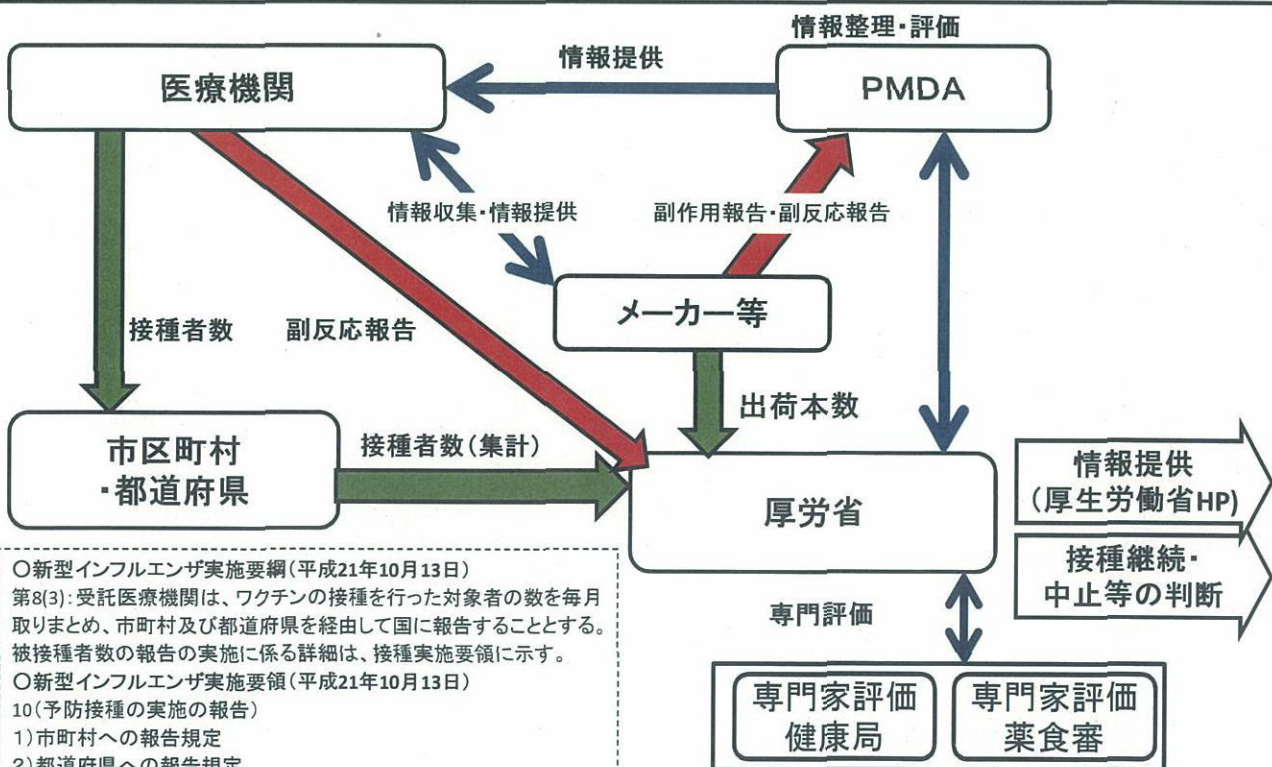 情報整理・評価
医療機関
情報提供
PMDA
情報収集・情報提供
副作用報告・副反応報告
メーカー等
接種者数
副反応報告
出荷本数
市区町村
・都道府県
接種者数(集計)
厚労省
情報提供
(厚生労働省HP)
接種継続・
中止等の判断
専門評価
専門家評価
健康局
専門家評価
薬食審
○新型インフルエンザ実施要綱(平成21年10月13日)
第8(3):受託医療機関は、ワクチンの接種を行った対象者の数を毎月
取りまとめ、市町村及び都道府県を経由して国に報告することとする。
被接種者数の報告の実施に係る詳細は、接種実施要領に示す。
○新型インフルエンザ実施要領(平成21年10月13日)
10(予防接種の実施の報告)
1)市町村への報告規定
2)都道府県への報告規定